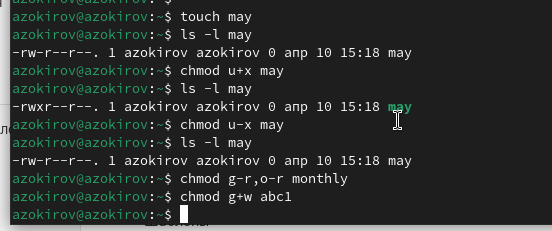 azokirov@azokirov:~$ touch may
azokirov@azokirov:~$ ls -l may
-rw-r--r--. 1 azokirov azokirov 0 апр 10 15:18 may
azokirov@azokirov:~$ chmod u+x may
azokirov@azokirov:~$ ls -l may
-rwxr--r--. 1 azokirov azokirov 0 апр 10 15:18 may
azokirov@azokirov:~$ chmod u-x may
azokirov@azokirov:~$ ls -l may
-rw-r--r--. 1 azokirov azokirov 0 апр 10 15:18 may
azokirov@azokirov:~$ chmod g-r,o-r monthly
azokirov@azokirov:~$ chmod g+w abc1
azokirov@azokirov:~$